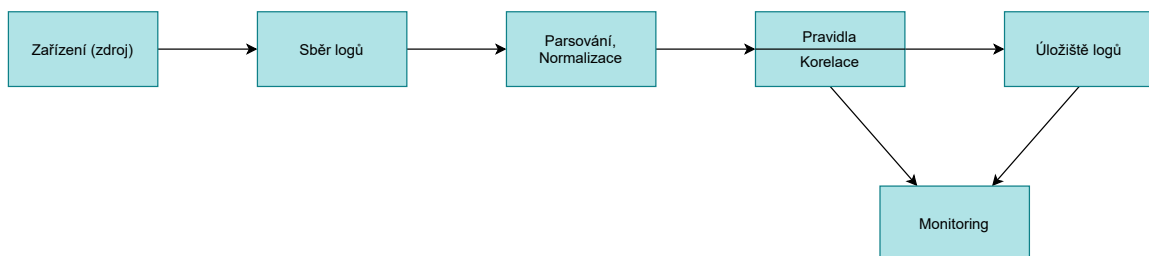 Zařízení (zdroj)
Sběr logů
Parsování,
Normalizace
Pravidla
Korelace
Úložiště logů
Monitoring